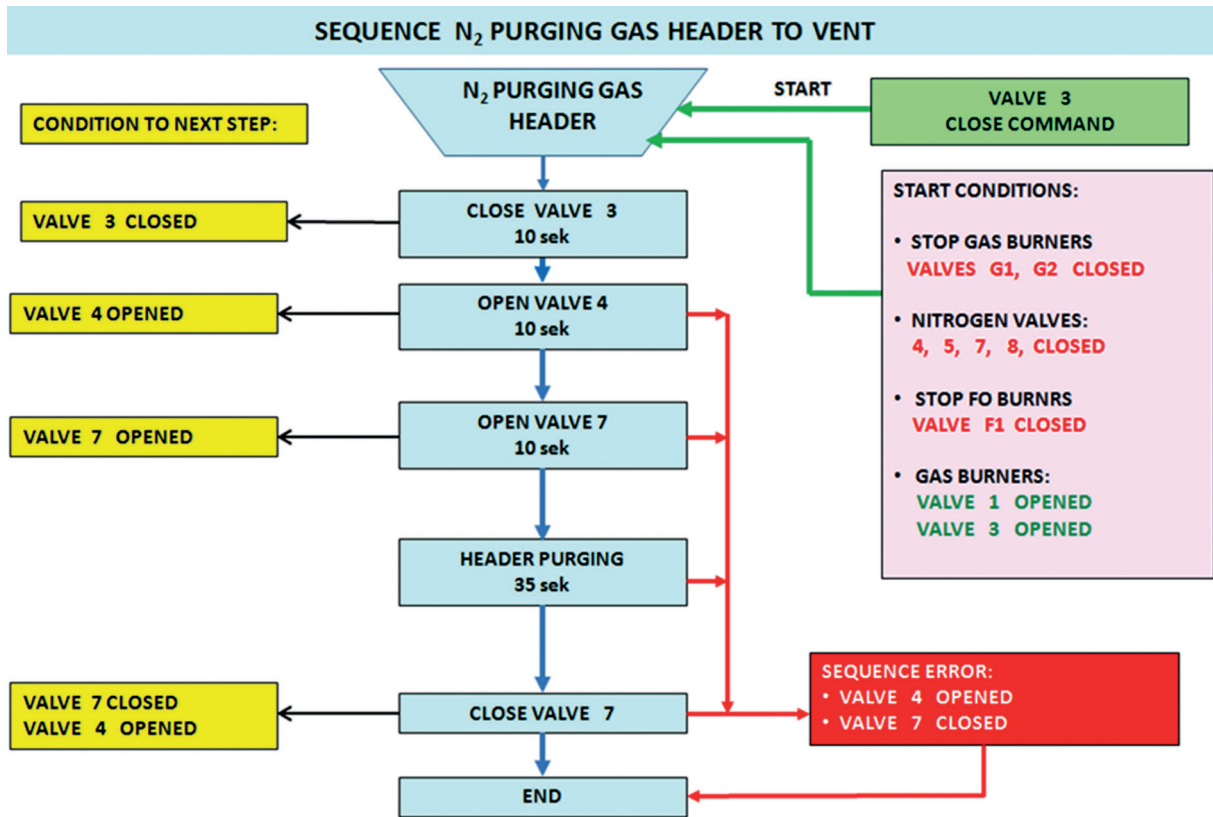 SEQUENCE N₂ PURGING GAS HEADER TO VENT
N₂ PURGING GAS
HEADER
START
VALVE 3
CLOSE COMMAND
CONDITION TO NEXT STEP:
START CONDITIONS:
• STOP GAS BURNERS
VALVES G1, G2 CLOSED
• NITROGEN VALVES:
4, 5, 7, 8, CLOSED
• STOP FO BURNRS
VALVE F1 CLOSED
• GAS BURNERS:
VALVE 1 OPENED
VALVE 3 OPENED
CLOSE VALVE 3
10 sek
VALVE 3 CLOSED
OPEN VALVE 4
10 sek
VALVE 4 OPENED
OPEN VALVE 7
10 sek
VALVE 7 OPENED
HEADER PURGING
35 sek
CLOSE VALVE 7
VALVE 7 CLOSED
VALVE 4 OPENED
SEQUENCE ERROR:
• VALVE 4 OPENED
• VALVE 7 CLOSED
END